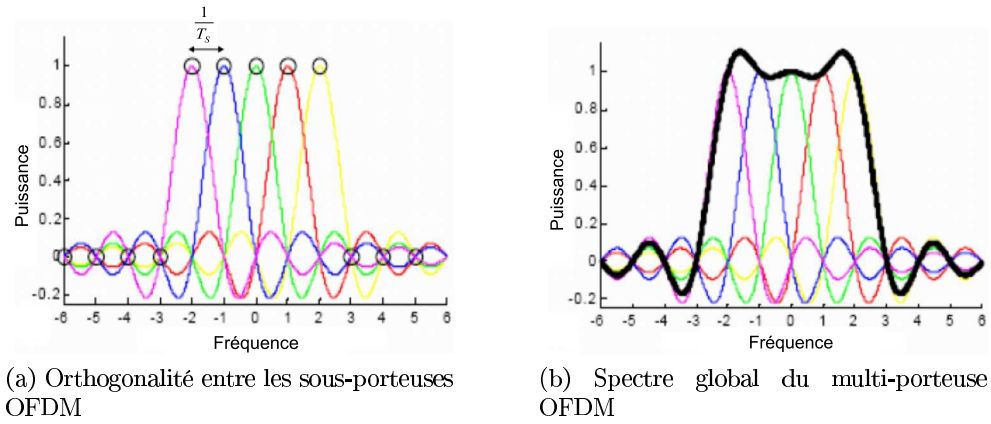 1
T_S
Puissance
1
0.8
0.6
0.4
0.2
0
-0.2
-6 -5 -4 -3 -2 -1 0 1 2 3 4 5 6
Fréquence
(a) Orthogonalité entre les sous-porteuses
OFDM
Puissance
1
0.8
0.6
0.4
0.2
0
-0.2
-6 -5 -4 -3 -2 -1 0 1 2 3 4 5 6
Fréquence
(b) Spectre global du multi-porteuse
OFDM